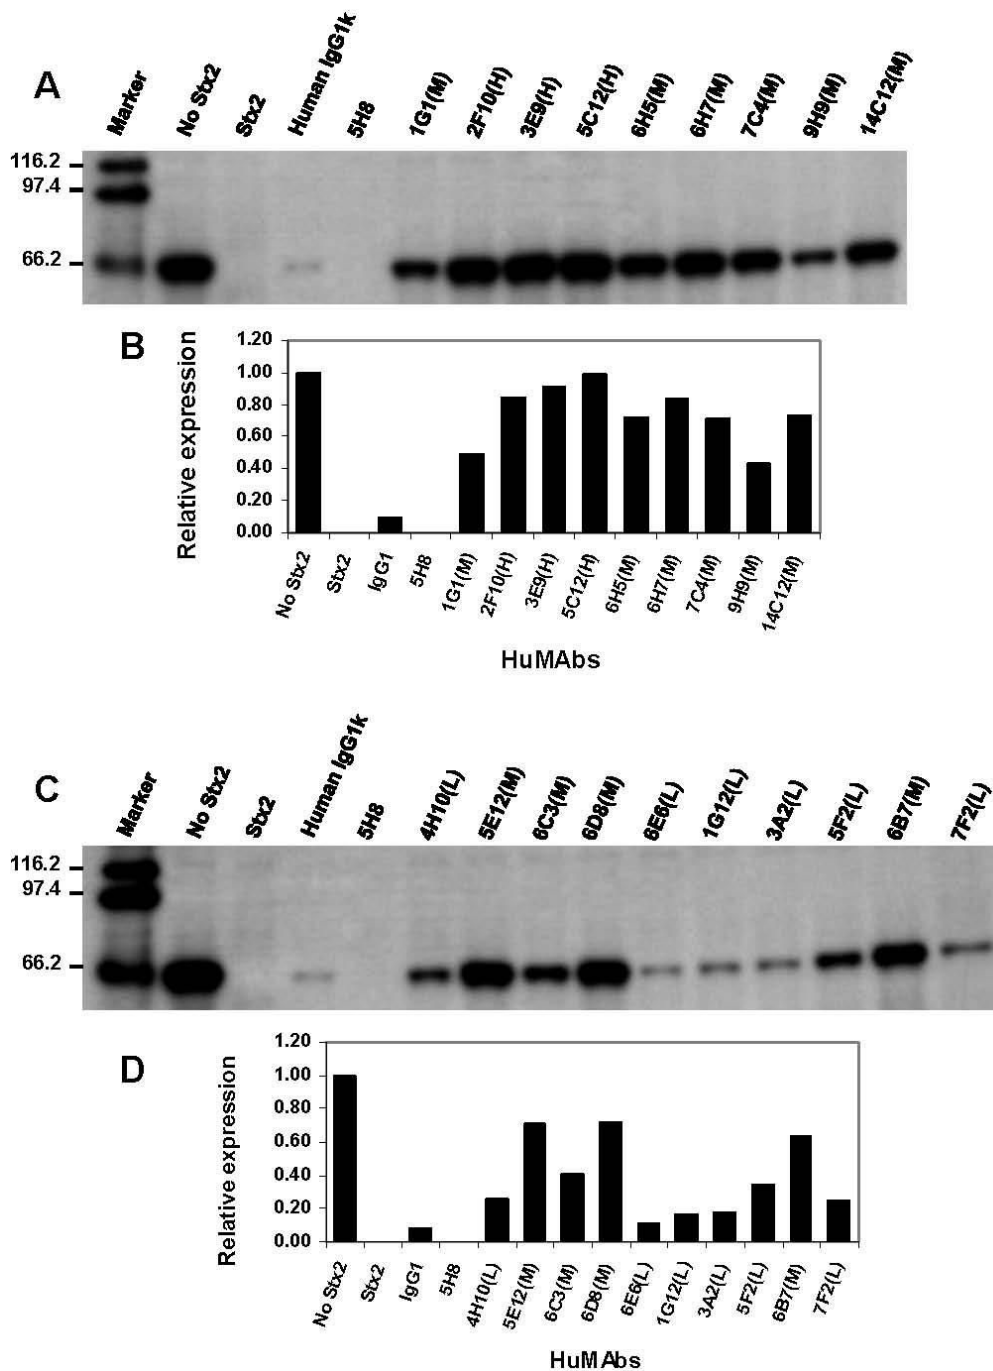 A
Marker
No Stx2
Stx2
Human IgG1k
5H8
1G1(M)
2F10(H)
3E9(H)
5C12(H)
6H5(M)
6H7(M)
7C4(M)
9H9(M)
14C12(M)
116.2
97.4
66.2
B
Relative expression
1.20
1.00
0.80
0.60
0.40
0.20
0.00
No Stx2
Stx2
IgG1
5H8
1G1(M)
2F10(H)
3E9(H)
5C12(H)
6H5(M)
6H7(M)
7C4(M)
9H9(M)
14C12(M)
HuMAbs
C
Marker
No Stx2
Stx2
Human IgG1k
5H8
4H10(L)
5E12(M)
6C3(M)
6D8(M)
6E6(L)
1G12(L)
3A2(L)
5F2(L)
6B7(M)
7F2(L)
116.2
97.4
66.2
D
Relative expression
1.20
1.00
0.80
0.60
0.40
0.20
0.00
No Stx2
Stx2
IgG1
5H8
4H10(L)
5E12(M)
6C3(M)
6D8(M)
6E6(L)
1G12(L)
3A2(L)
5F2(L)
6B7(M)
7F2(L)
HuMAbs